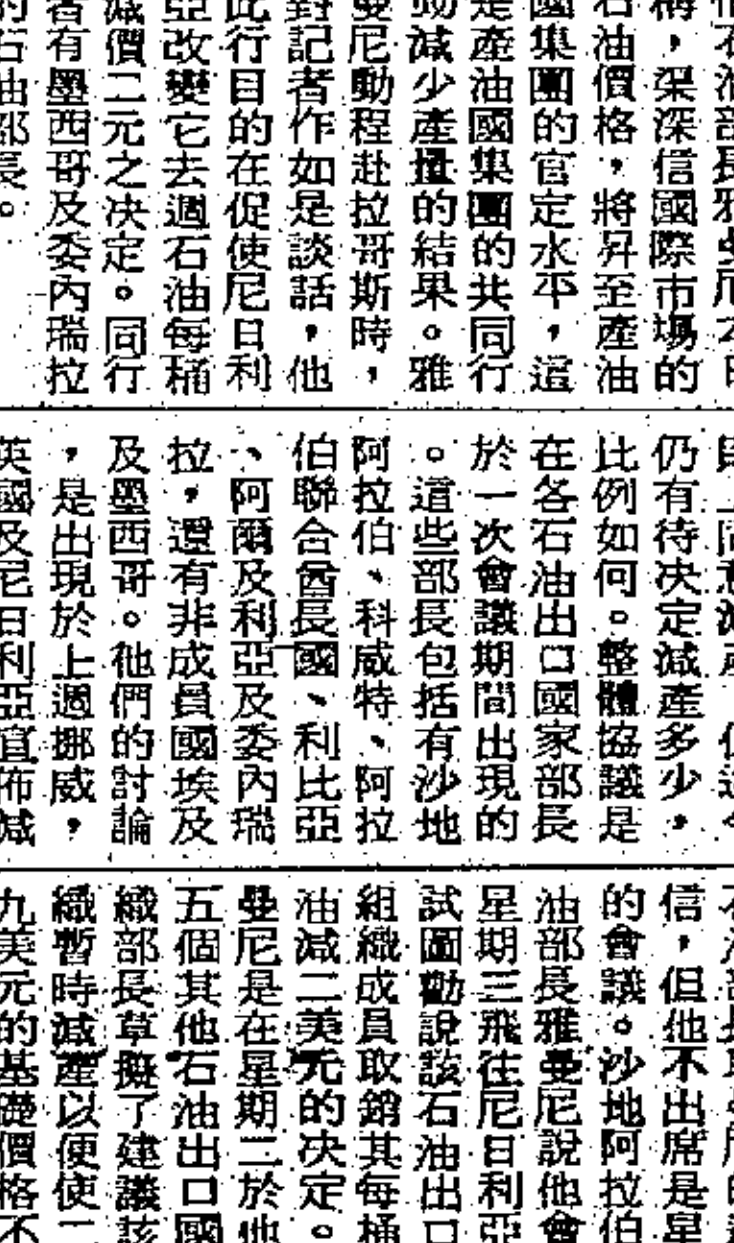 稱，渠深信國際市場的
石油價格，將昇至產油
國集團的官定水平，這
是產油國集團的共同行
動減少產量的結果。雅
曼尼動程赴拉哥斯時，
對記者作如是談話，他
此行目的在促使尼日利
亞改變它去週石油每桶
減價二元之決定。同行
者有墨西哥及委內瑞拉
的石油部長。
仍有待決定減產多少，
比例如何。整體協議是
在各石油出口國家部長
於一次會議期間出現的
。這些部長包括有沙地
阿拉伯、科威特、阿拉
伯聯合酋長國、利比亞
、阿爾及利亞及委內瑞
拉，還有非成員國埃及
及墨西哥。他們的討論
，是出現於上週挪威，
英國及尼日利亞宣佈減
信，但他不出席是星
的會議。沙地阿拉伯
油部長雅曼尼說他會
星期三飛往尼日利亞
試圖勸說該石油出口
組織成員取銷其每桶
油減二美元的決定。
曼尼是在星期二於他
五個其他石油出口國
織部長草擬了建議該
織暫時減產以便使二
九美元的基礎價格不